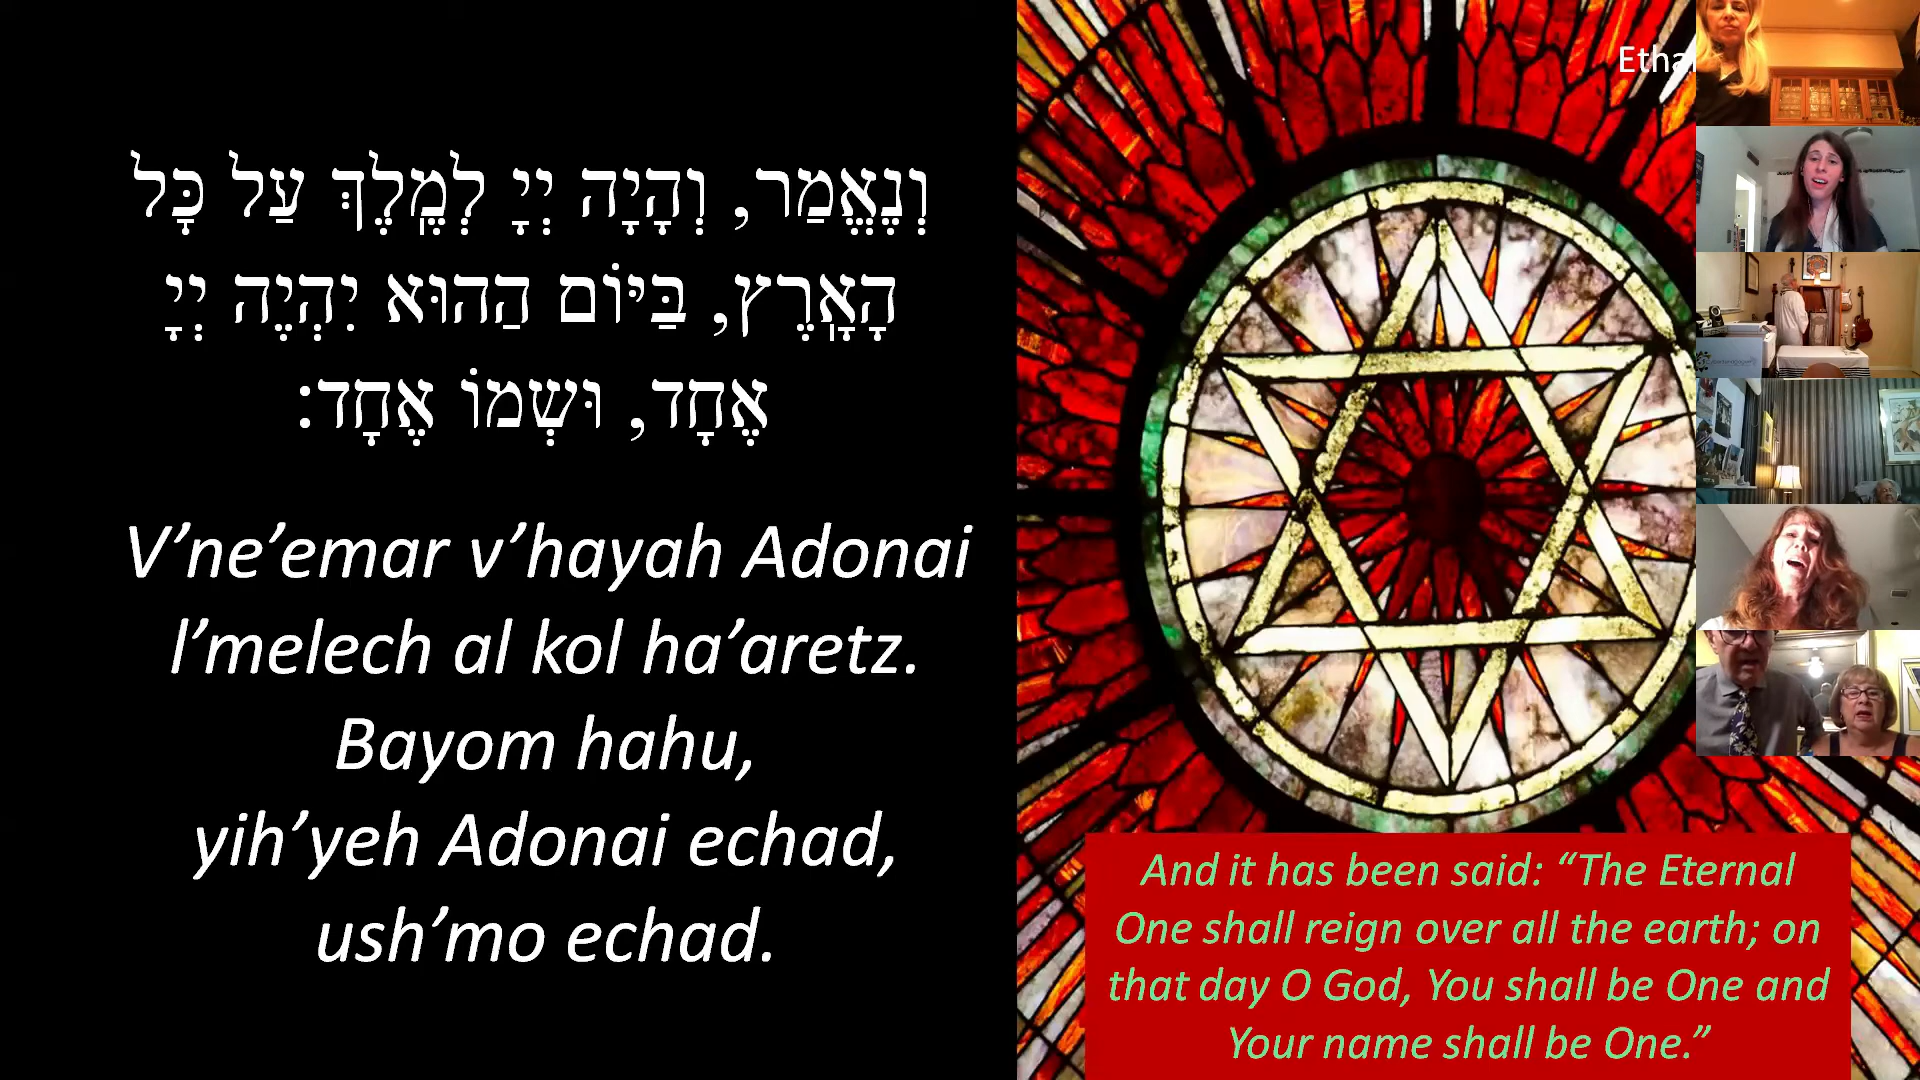 וְנֶאֱמַר, וְהָיָה יְיָ לְמֶֽלֶךְ עַל כָּל
הָאָֽרֶץ, בַּיּוֹם הַהוּא יִהְיֶה יְיָ
אֶחָד, וּשְׁמוֹ אֶחָד:
V’ne’emar v’hayah Adonai
l’melech al kol ha’aretz.
Bayom hahu,
yih’yeh Adonai echad,
ush’mo echad.
And it has been said: “The Eternal
One shall reign over all the earth; on
that day O God, You shall be One and
Your name shall be One.”